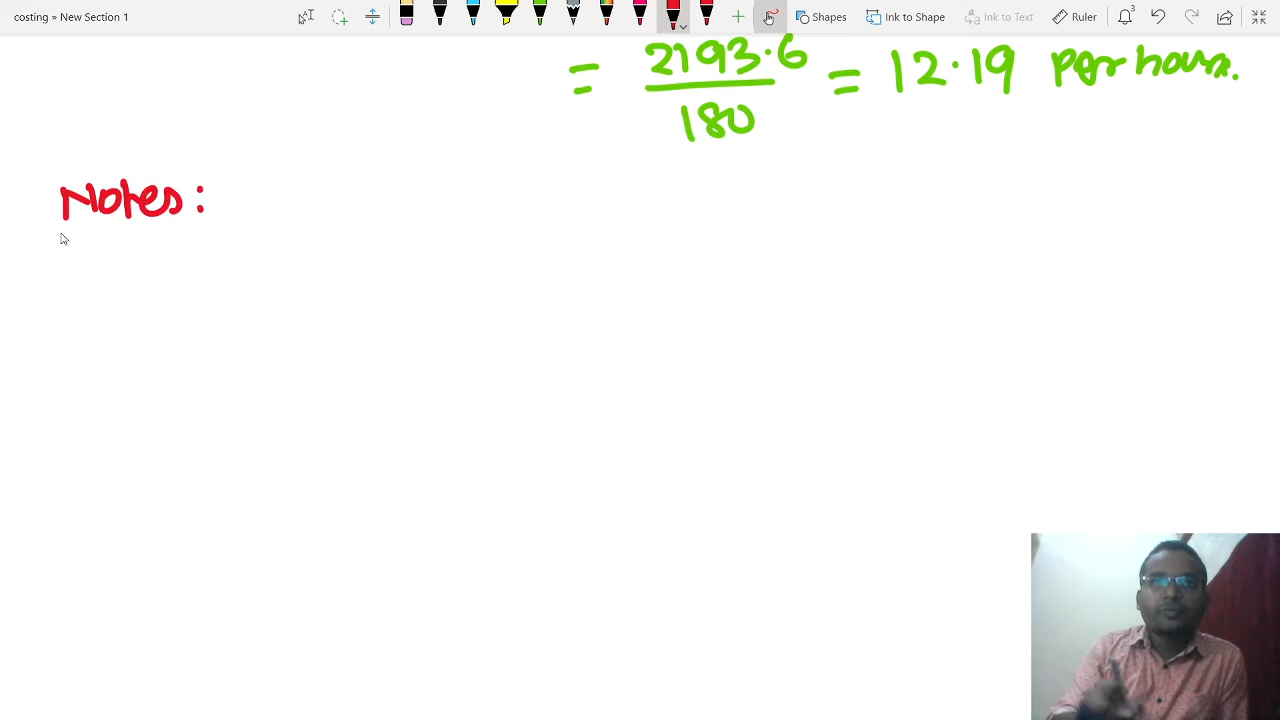 costing » New Section 1
Shapes
Ink to Shape
Ink to Text
Ruler
= 2193.6 / 180 = 12.19 per hour.
Notes: